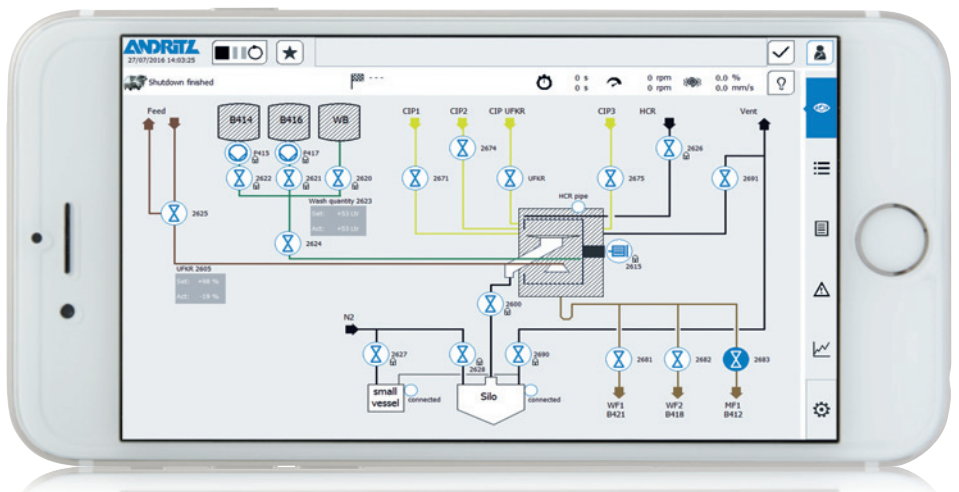 ANDRITZ
27/07/2016 14:03:25
Shutdown finished
---
0 s
0 s
0 rpm
0 rpm
0.0 %
0.0 mm/s
Feed
B414
B416
WB
CIP1
CIP2
CIP UFKR
CIP3
HCR
Vent
P415
P417
2674
2626
2622
2621
2620
2671
UFKR
2675
2691
Wash quantity 2623
Set: +53 Ltr
Act: +53 Ltr
HCR pipe
2625
2624
2615
UFKR 2605
Set: +46 %
Act: -19 %
2600
N2
2627
2628
2690
2681
2682
2683
small
vessel
connected
Silo
connected
WF1
B421
WF2
B418
MF1
B412